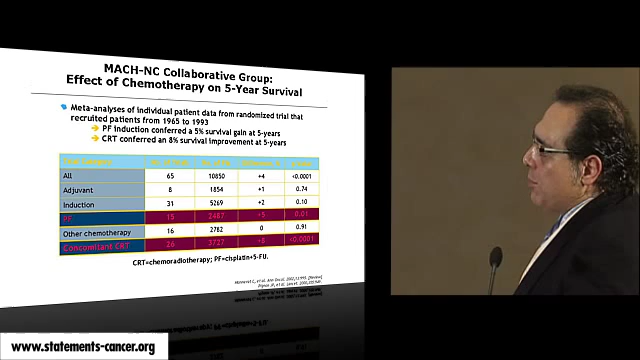 MACH-NC Collaborative Group:
Effect of Chemotherapy on 5-Year Survival
Meta-analyses of individual patient data from randomized trial that
recruited patients from 1965 to 1993
PF induction conferred a 5% survival gain at 5-years
CRT conferred an 8% survival improvement at 5-years
All 65 10850 +4 <0.0001
Adjuvant 8 1854 +1 0.74
Induction 31 5269 +2 0.10
PF 15 2487 +5 0.01
Other chemotherapy 16 2782 0 0.91
Concomitant CRT 26 3727 +8 <0.0001
CRT=chemoradiotherapy; PF=cisplatin+5-FU.
www.statements-cancer.org